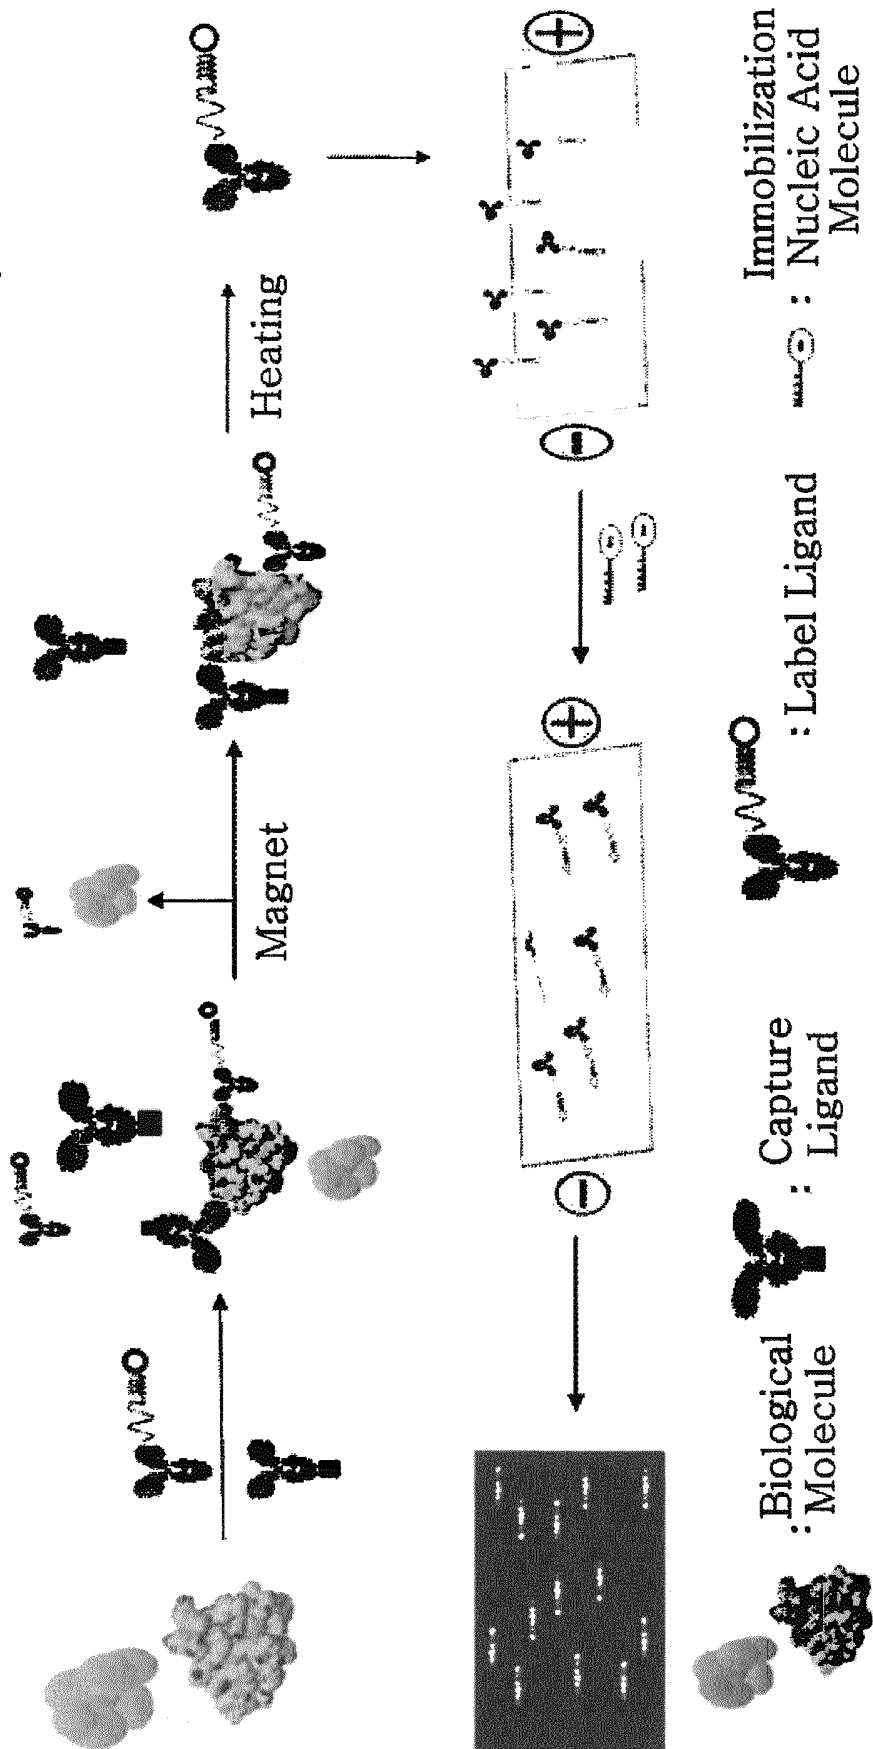 Magnet
Heating
: Biological
Molecule
: Capture
Ligand
: Label Ligand
Immobilization
: Nucleic Acid
Molecule